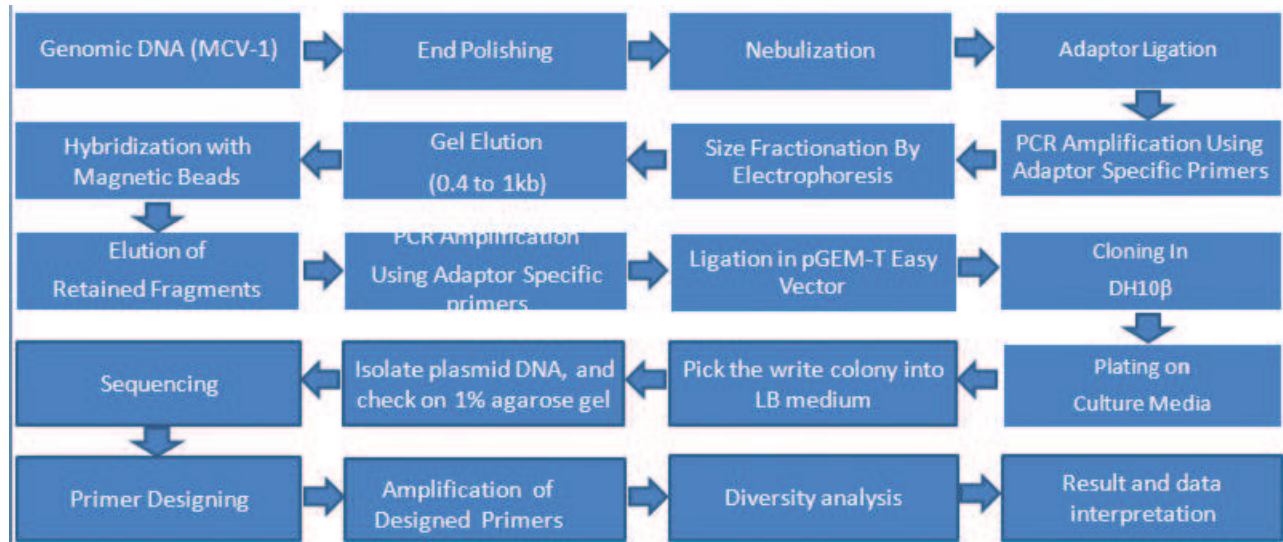 Genomic DNA (MCV-1)
End Polishing
Nebulization
Adaptor Ligation
Hybridization with
Magnetic Beads
Gel Elution
(0.4 to 1kb)
Size Fractionation By
Electrophoresis
PCR Amplification Using
Adaptor Specific Primers
Elution of
Retained Fragments
PCR Amplification
Using Adaptor Specific
primers
Ligation in pGEM-T Easy
Vector
Cloning In
DH10β
Sequencing
Isolate plasmid DNA, and
check on 1% agarose gel
Pick the write colony into
LB medium
Plating on
Culture Media
Primer Designing
Amplification of
Designed Primers
Diversity analysis
Result and data
interpretation